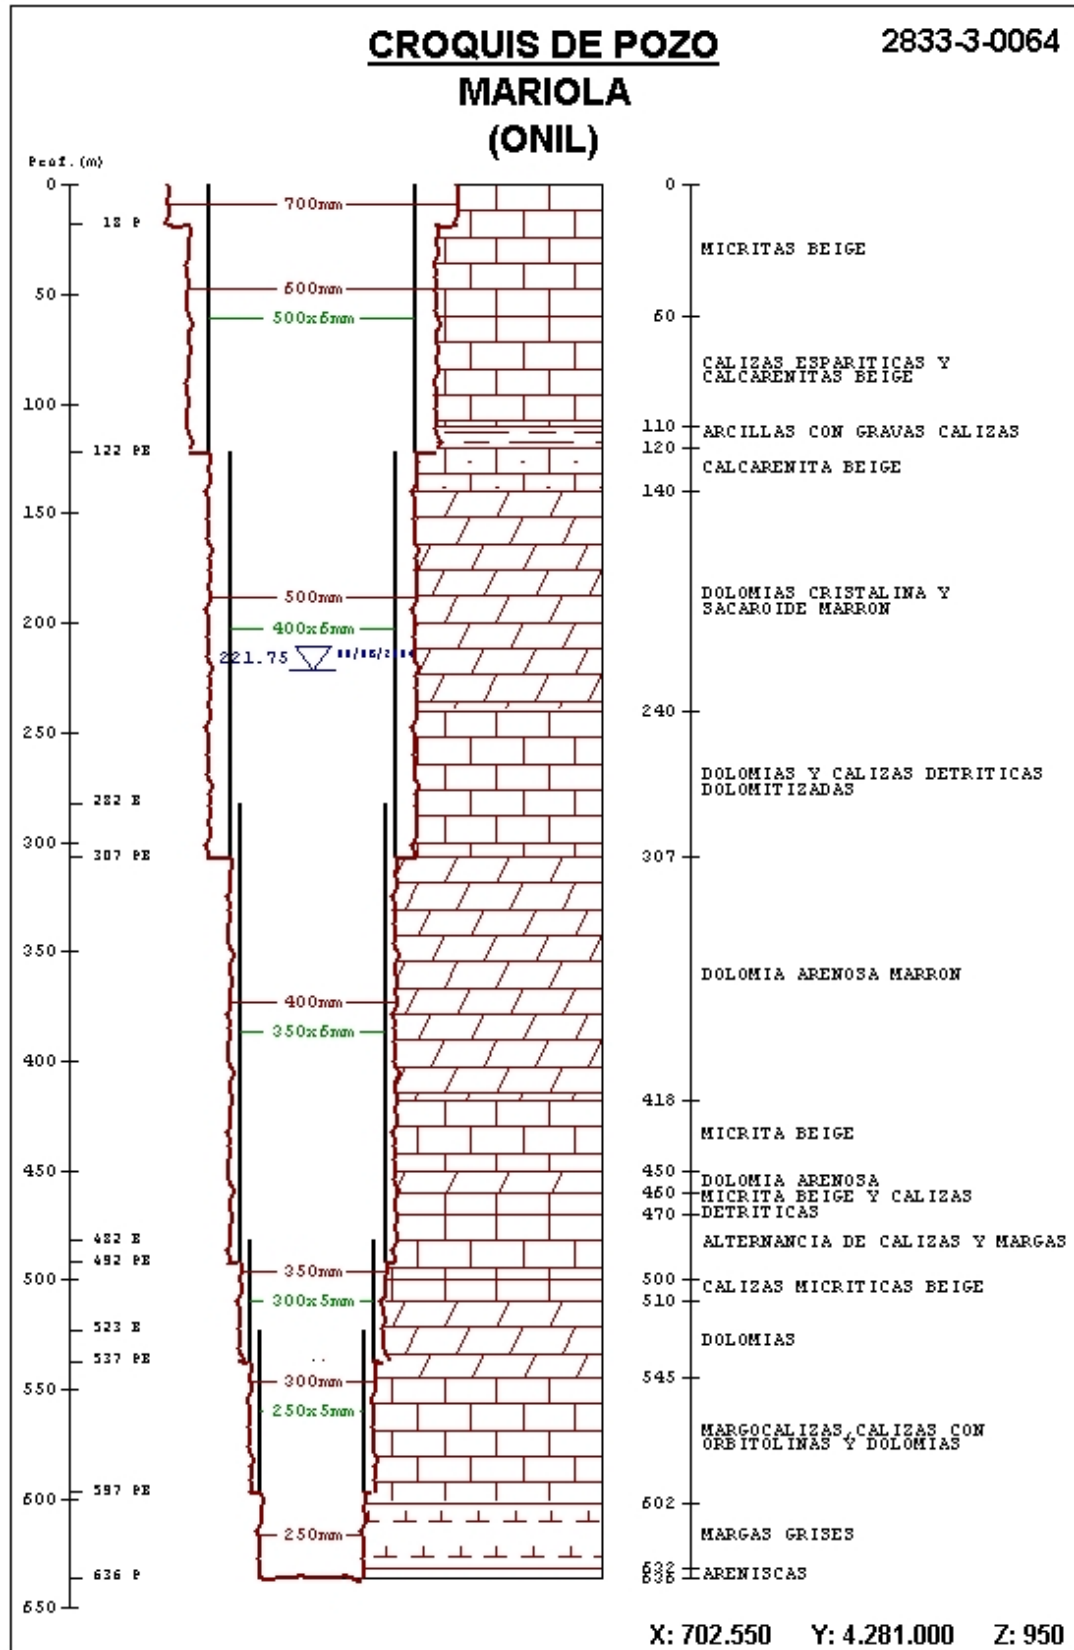 CROQUIS DE POZO
2833-3-0064
MARIOLA
(ONIL)
Prof.(m)
0
18 P
50
100
122 PE
150
200
250
282 E
300
307 PE
350
400
450
482 E
492 PE
500
523 E
537 PE
550
597 PE
600
636 P
650
700mm
600mm
500x6mm
500mm
400x6mm
221.75
400mm
350x6mm
350mm
300x5mm
300mm
250x5mm
250mm
0
MICRITAS BEIGE
60
CALIZAS ESPARITICAS Y
CALCARENITAS BEIGE
110
ARCILLAS CON GRAVAS CALIZAS
120
CALCARENITA BEIGE
140
DOLOMIAS CRISTALINA Y
SACAROIDE MARRON
240
DOLOMIAS Y CALIZAS DETRITICAS
DOLOMITIZADAS
307
DOLOMIA ARENOSA MARRON
418
MICRITA BEIGE
450
DOLOMIA ARENOSA
460
MICRITA BEIGE Y CALIZAS
470
DETRITICAS
ALTERNANCIA DE CALIZAS Y MARGAS
500
CALIZAS MICRITICAS BEIGE
510
DOLOMIAS
545
MARGOCALIZAS,CALIZAS CON
ORBITOLINAS Y DOLOMIAS
602
MARGAS GRISES
632
636
ARENISCAS
X: 702.550 Y: 4.281.000 Z: 950